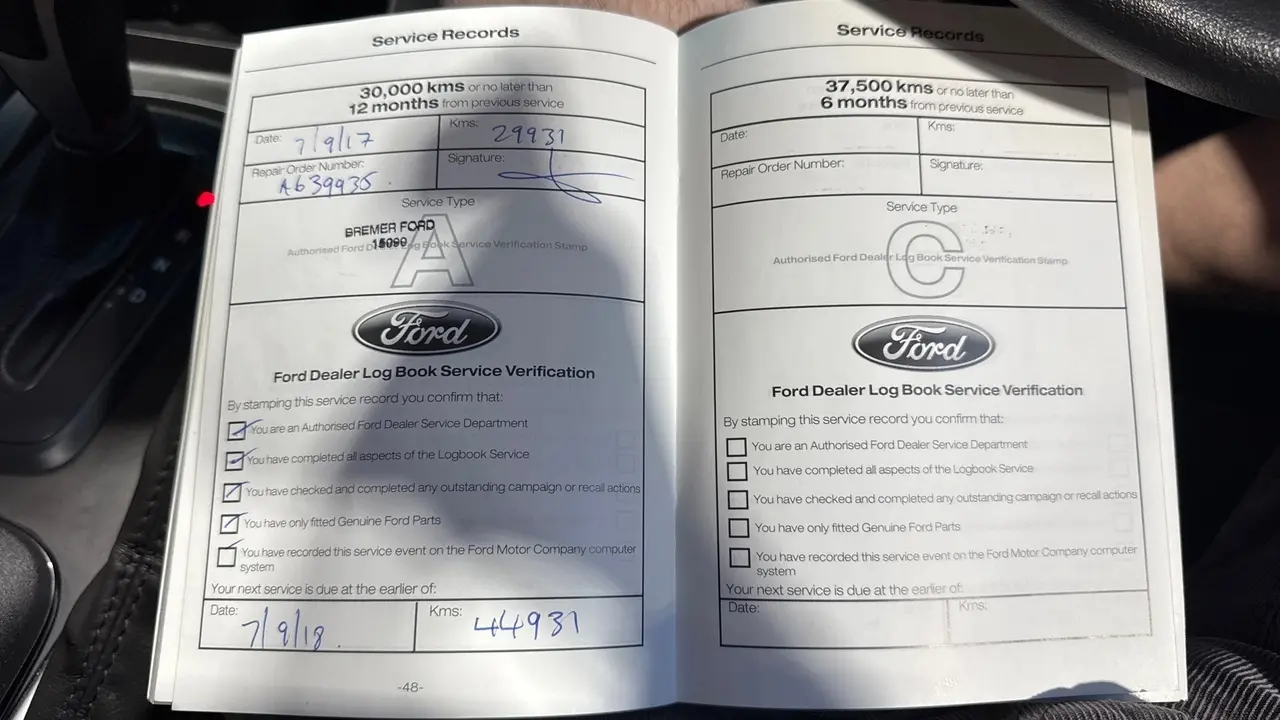 Service Records
30,000 kms or no later than
12 months from previous service
Date: 7/9/17
Kms: 29931
Repair Order Number: A639935
Signature:
Service Type
BREMER FORD
A
Authorised Ford Dealer Log Book Service Verification Stamp
Ford
Ford Dealer Log Book Service Verification
By stamping this service record you confirm that:
You are an Authorised Ford Dealer Service Department
You have completed all aspects of the Logbook Service
You have checked and completed any outstanding campaign or recall actions
You have only fitted Genuine Ford Parts
You have recorded this service event on the Ford Motor Company computer
system
Your next service is due at the earlier of:
Date: 7/9/18
Kms: 44931
-48-
Service Records
37,500 kms or no later than
6 months from previous service
Date:
Kms:
Repair Order Number:
Signature:
Service Type
C
Authorised Ford Dealer Log Book Service Verification Stamp
Ford
Ford Dealer Log Book Service Verification
By stamping this service record you confirm that:
You are an Authorised Ford Dealer Service Department
You have completed all aspects of the Logbook Service
You have checked and completed any outstanding campaign or recall actions
You have only fitted Genuine Ford Parts
You have recorded this service event on the Ford Motor Company computer
system
Your next service is due at the earlier of:
Date:
Kms: